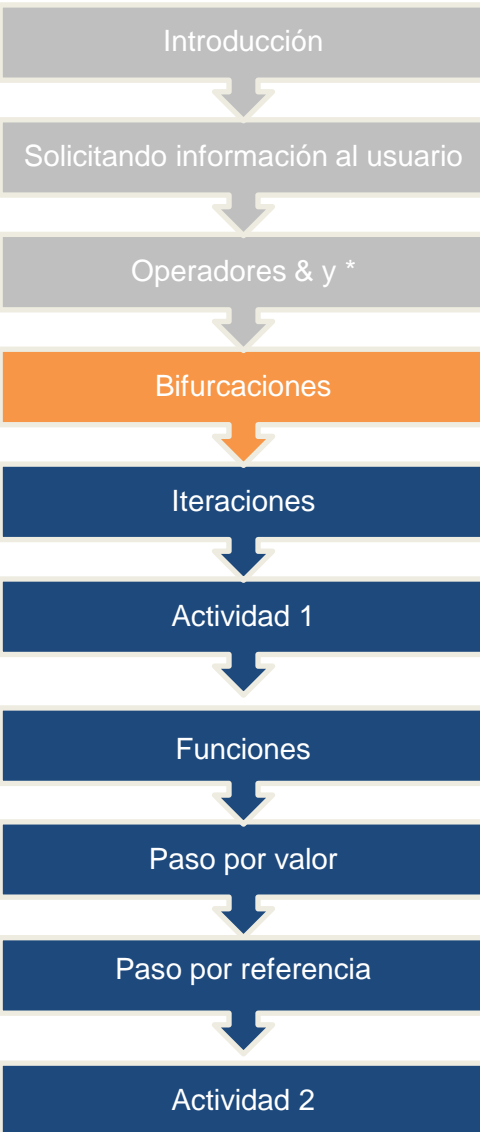 Introducción
Solicitando información al usuario
Operadores & y *
Bifurcaciones
Iteraciones
Actividad 1
Funciones
Paso por valor
Paso por referencia
Actividad 2